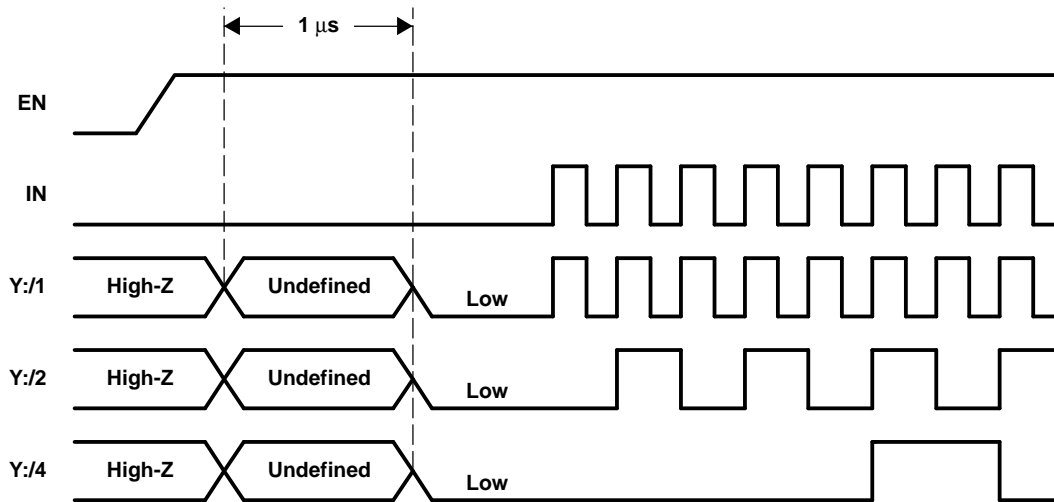 1 μs
EN
IN
Y:/1 High-Z Undefined Low
Y:/2 High-Z Undefined Low
Y:/4 High-Z Undefined Low